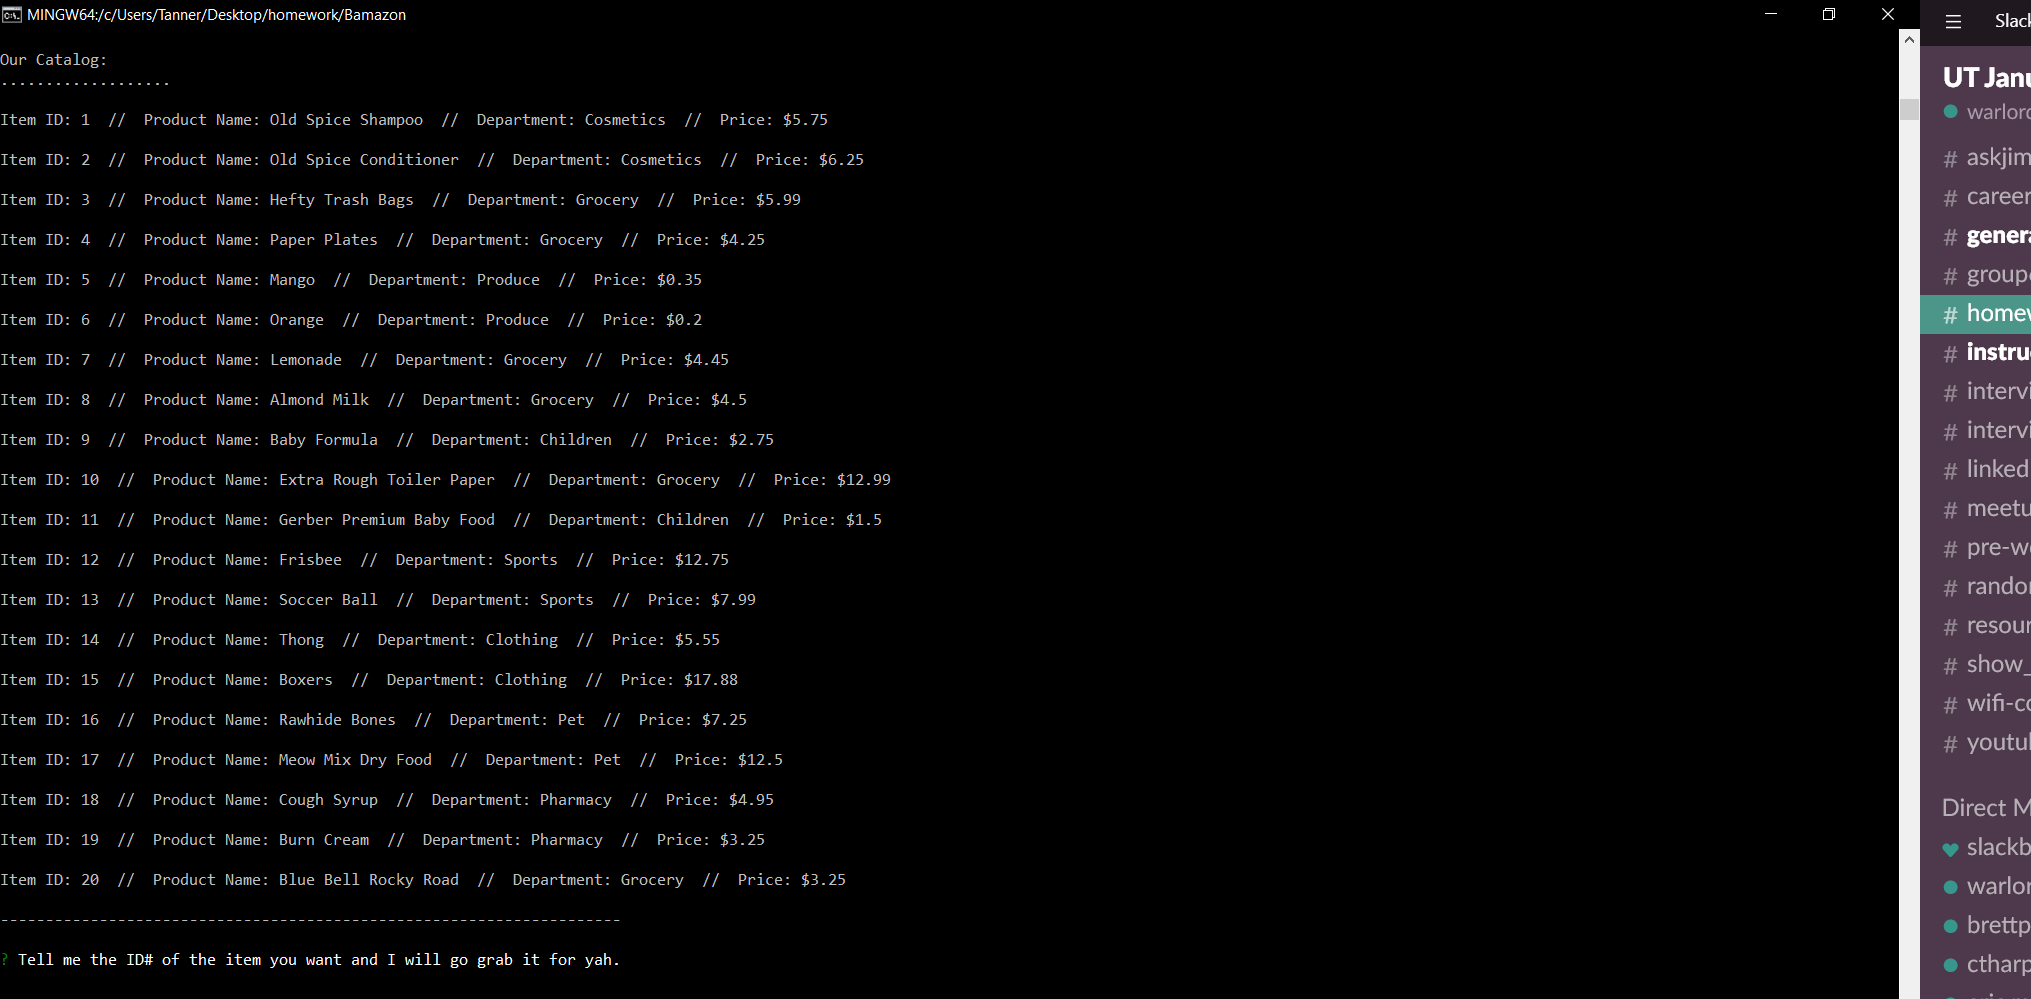 MINGW64:/c/Users/Tanner/Desktop/homework/Bamazon
Our Catalog:
-------------------
Item ID: 1  //  Product Name: Old Spice Shampoo  //  Department: Cosmetics  //  Price: $5.75
Item ID: 2  //  Product Name: Old Spice Conditioner  //  Department: Cosmetics  //  Price: $6.25
Item ID: 3  //  Product Name: Hefty Trash Bags  //  Department: Grocery  //  Price: $5.99
Item ID: 4  //  Product Name: Paper Plates  //  Department: Grocery  //  Price: $4.25
Item ID: 5  //  Product Name: Mango  //  Department: Produce  //  Price: $0.35
Item ID: 6  //  Product Name: Orange  //  Department: Produce  //  Price: $0.2
Item ID: 7  //  Product Name: Lemonade  //  Department: Grocery  //  Price: $4.45
Item ID: 8  //  Product Name: Almond Milk  //  Department: Grocery  //  Price: $4.5
Item ID: 9  //  Product Name: Baby Formula  //  Department: Children  //  Price: $2.75
Item ID: 10  //  Product Name: Extra Rough Toiler Paper  //  Department: Grocery  //  Price: $12.99
Item ID: 11  //  Product Name: Gerber Premium Baby Food  //  Department: Children  //  Price: $1.5
Item ID: 12  //  Product Name: Frisbee  //  Department: Sports  //  Price: $12.75
Item ID: 13  //  Product Name: Soccer Ball  //  Department: Sports  //  Price: $7.99
Item ID: 14  //  Product Name: Thong  //  Department: Clothing  //  Price: $5.55
Item ID: 15  //  Product Name: Boxers  //  Department: Clothing  //  Price: $17.88
Item ID: 16  //  Product Name: Rawhide Bones  //  Department: Pet  //  Price: $7.25
Item ID: 17  //  Product Name: Meow Mix Dry Food  //  Department: Pet  //  Price: $12.5
Item ID: 18  //  Product Name: Cough Syrup  //  Department: Pharmacy  //  Price: $4.95
Item ID: 19  //  Product Name: Burn Cream  //  Department: Pharmacy  //  Price: $3.25
Item ID: 20  //  Product Name: Blue Bell Rocky Road  //  Department: Grocery  //  Price: $3.25
---------------------------------------------------------------------
? Tell me the ID# of the item you want and I will go grab it for yah.
Slac
UT Janu
warlor
# askjim
# career
# genera
# group
# homew
# instru
# intervi
# intervi
# linked
# meetu
# pre-w
# rando
# resour
# show_
# wifi-co
# youtu
Direct M
slackb
warlor
brettp
ctharp